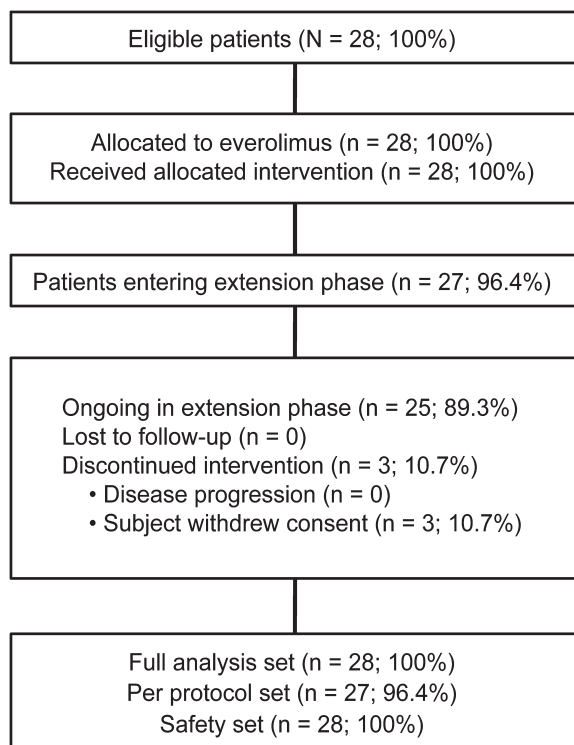 Eligible patients (N = 28; 100%)
Allocated to everolimus (n = 28; 100%)
Received allocated intervention (n = 28; 100%)
Patients entering extension phase (n = 27; 96.4%)
Ongoing in extension phase (n = 25; 89.3%)
Lost to follow-up (n = 0)
Discontinued intervention (n = 3; 10.7%)
• Disease progression (n = 0)
• Subject withdrew consent (n = 3; 10.7%)
Full analysis set (n = 28; 100%)
Per protocol set (n = 27; 96.4%)
Safety set (n = 28; 100%)